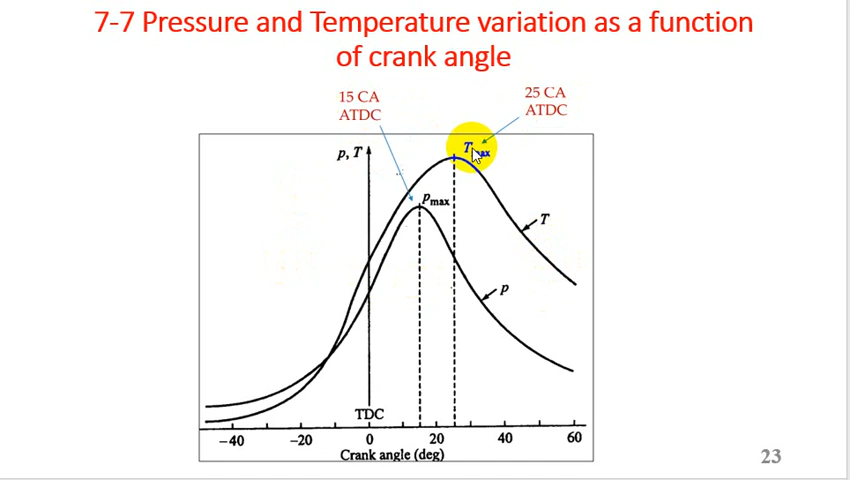 7-7 Pressure and Temperature variation as a function
of crank angle
15 CA
ATDC
25 CA
ATDC
p, T
Tmax
Pmax
T
p
TDC
-40
-20
0
20
40
60
Crank angle (deg)
23